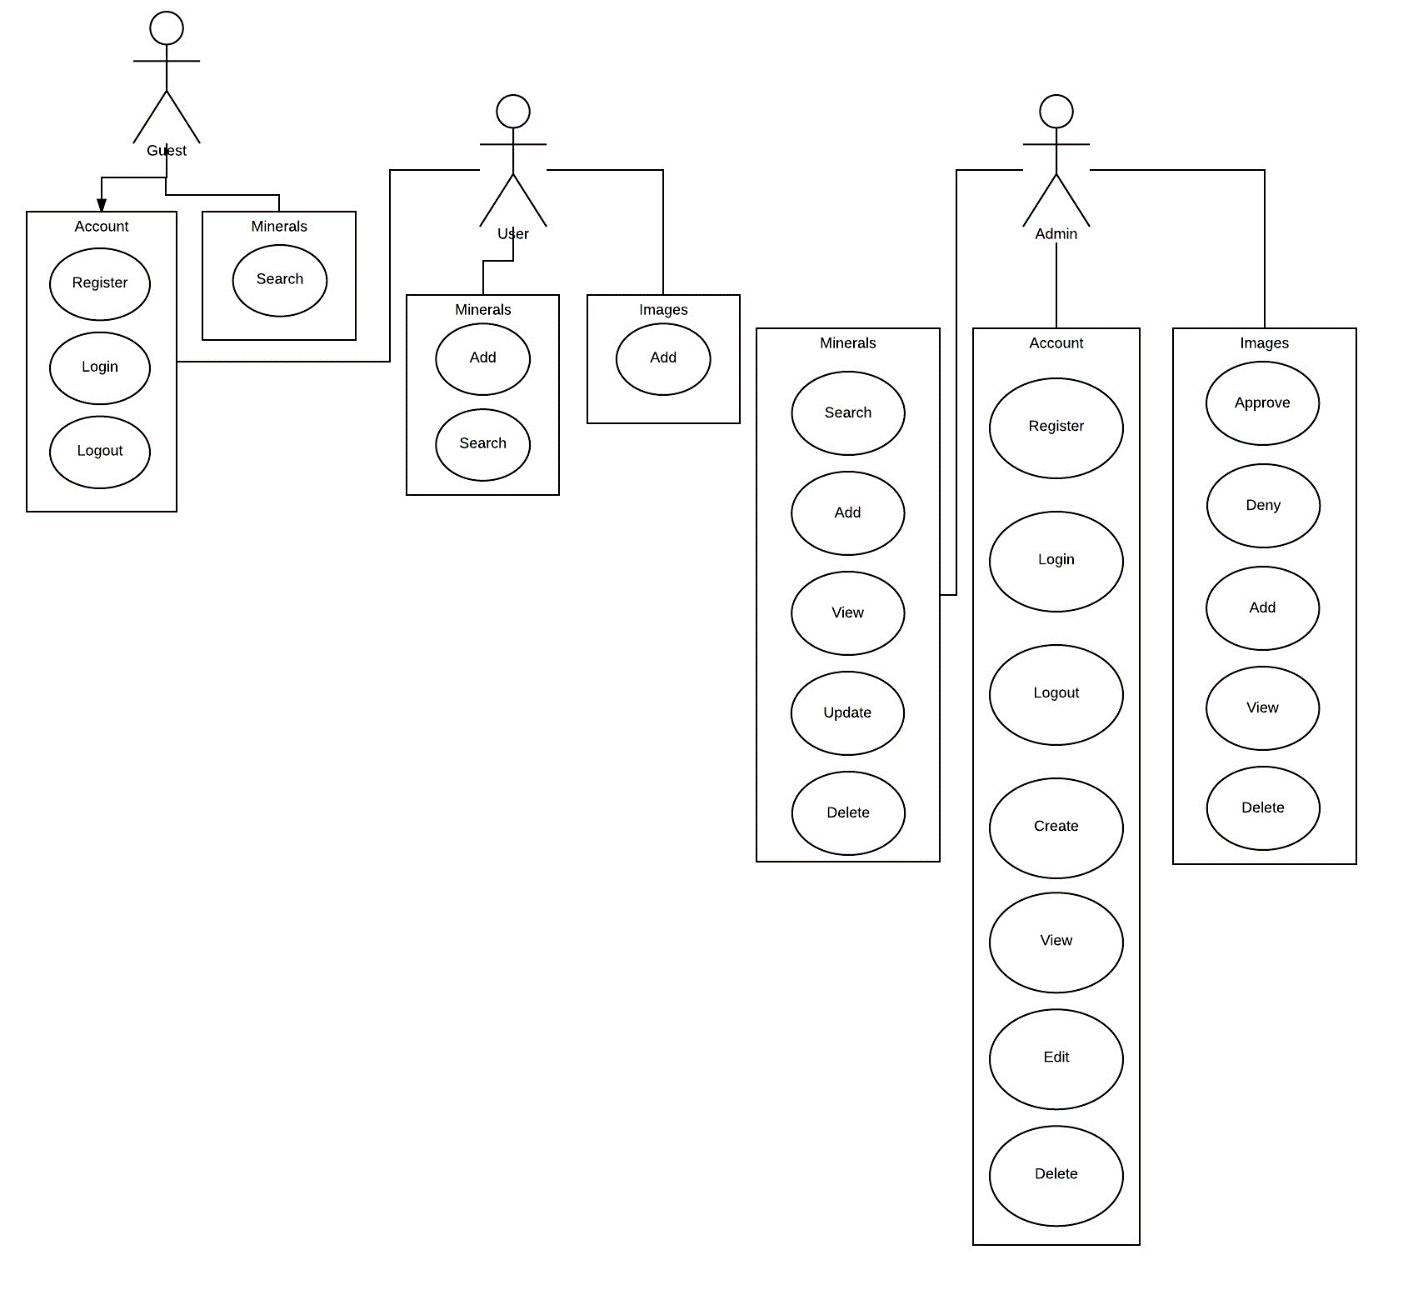 Guest
Account
Register
Login
Logout
Minerals
Search
User
Minerals
Add
Search
Images
Add
Admin
Minerals
Search
Add
View
Update
Delete
Account
Register
Login
Logout
Create
View
Edit
Delete
Images
Approve
Deny
Add
View
Delete